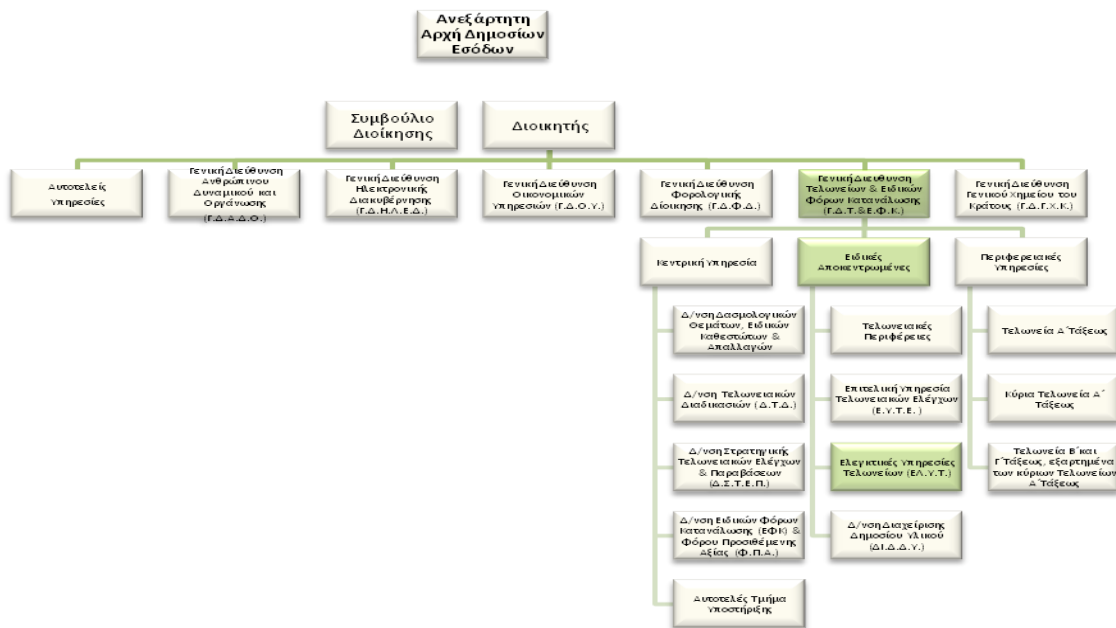 Ανεξάρτητη
Αρχή Δημοσίων
Εσόδων
Συμβούλιο
Διοίκησης
Διοικητής
Αυτοτελείς
Υπηρεσίες
Γενική Διεύθυνση
Ανθρώπινου
Δυναμικού και
Οργάνωσης
(Γ.Δ.Α.Δ.Ο.)
Γενική Διεύθυνση
Ηλεκτρονικής
Διακυβέρνησης
(Γ.Δ.Η.Λ.Ε.Δ.)
Γενική Διεύθυνση
Οικονομικών
Υπηρεσιών (Γ.Δ.Ο.Υ.)
Γενική Διεύθυνση
Φορολογικής
Διοίκησης (Γ.Δ.Φ.Δ.)
Γενική Διεύθυνση
Τελωνείων & Ειδικών
Φόρων Κατανάλωσης
(Γ.Δ.Τ.&Ε.Φ.Κ.)
Γενική Διεύθυνση
Γενικού Χημείου του
Κράτους (Γ.Δ.Γ.Χ.Κ.)
Κεντρική Υπηρεσία
Ειδικές
Αποκεντρωμένες
Περιφερειακές
Υπηρεσίες
Δ/νση Δασμολογικών
Θεμάτων, Ειδικών
Καθεστώτων &
Απαλλαγών
Δ/νση Τελωνειακών
Διαδικασιών (Δ.Τ.Δ.)
Δ/νση Στρατηγικής
Τελωνειακών Ελέγχων
& Παραβάσεων
(Δ.Σ.Τ.Ε.Π.)
Δ/νση Ειδικών Φόρων
Κατανάλωσης (ΕΦΚ) &
Φόρου Προσιθέμενης
Αξίας (Φ.Π.Α.)
Αυτοτελές Τμήμα
Υποστήριξης
Τελωνειακές
Περιφέρειες
Επιτελική Υπηρεσία
Τελωνειακών Ελέγχων
(Ε.Υ.Τ.Ε. )
Ελεγκτικές Υπηρεσίες
Τελωνείων (ΕΛ.Υ.Τ.)
Δ/νση Διαχείρισης
Δημοσίου Υλικού
(ΔΙ.Δ.Δ.Υ.)
Τελωνεία Α΄Τάξεως
Κύρια Τελωνεία Α΄
Τάξεως
Τελωνεία Β΄και
Γ΄Τάξεως, εξαρτημένα
των κύριων Τελωνείων
Α΄Τάξεως